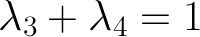 λ₃ + λ₄ = 1